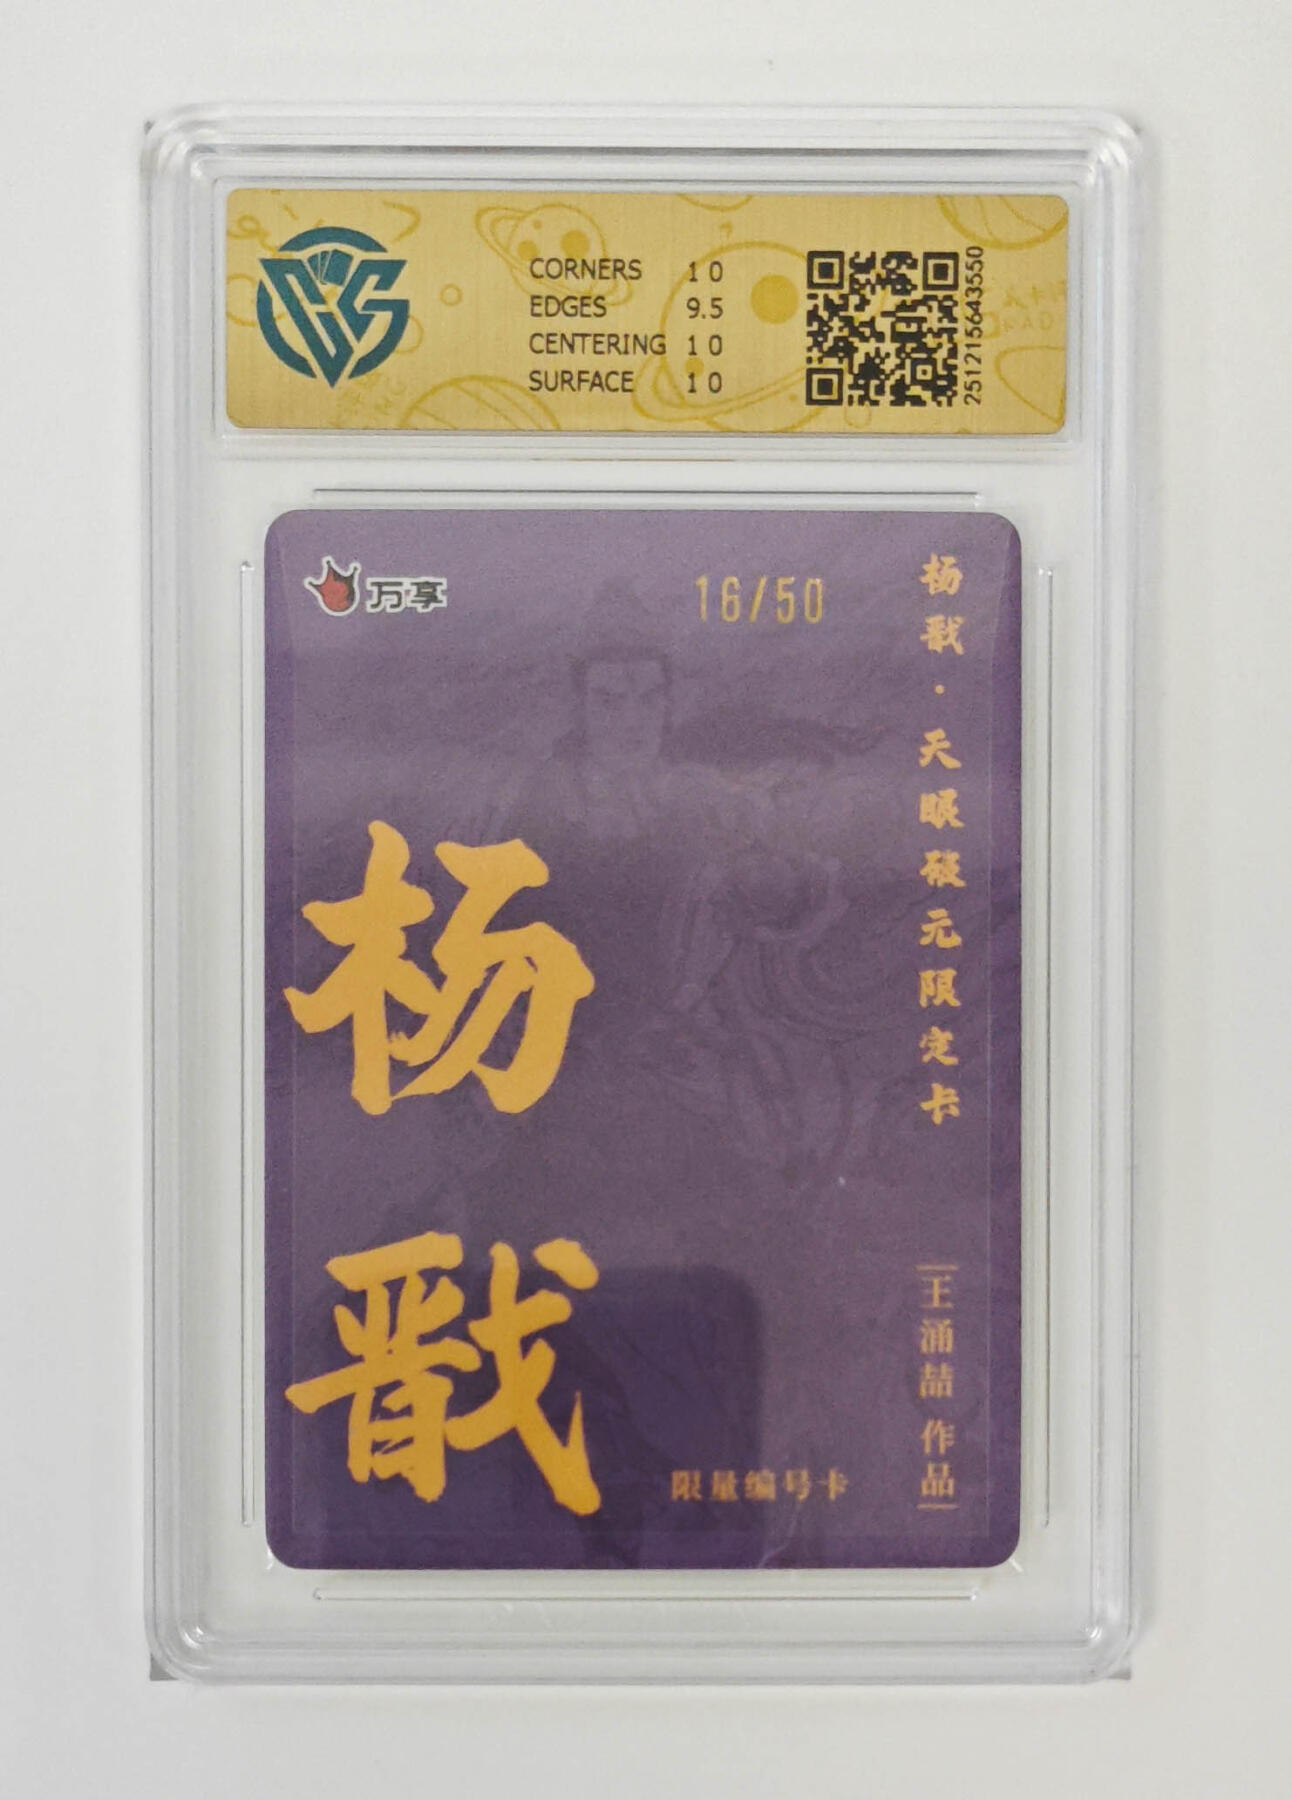 CORNERS 10
EDGES 9.5
CENTERING 10
SURFACE 10
251215643550
万享
16/50
杨戬·天眼破元限定卡
杨戬
王涌喆 作品
限量编号卡